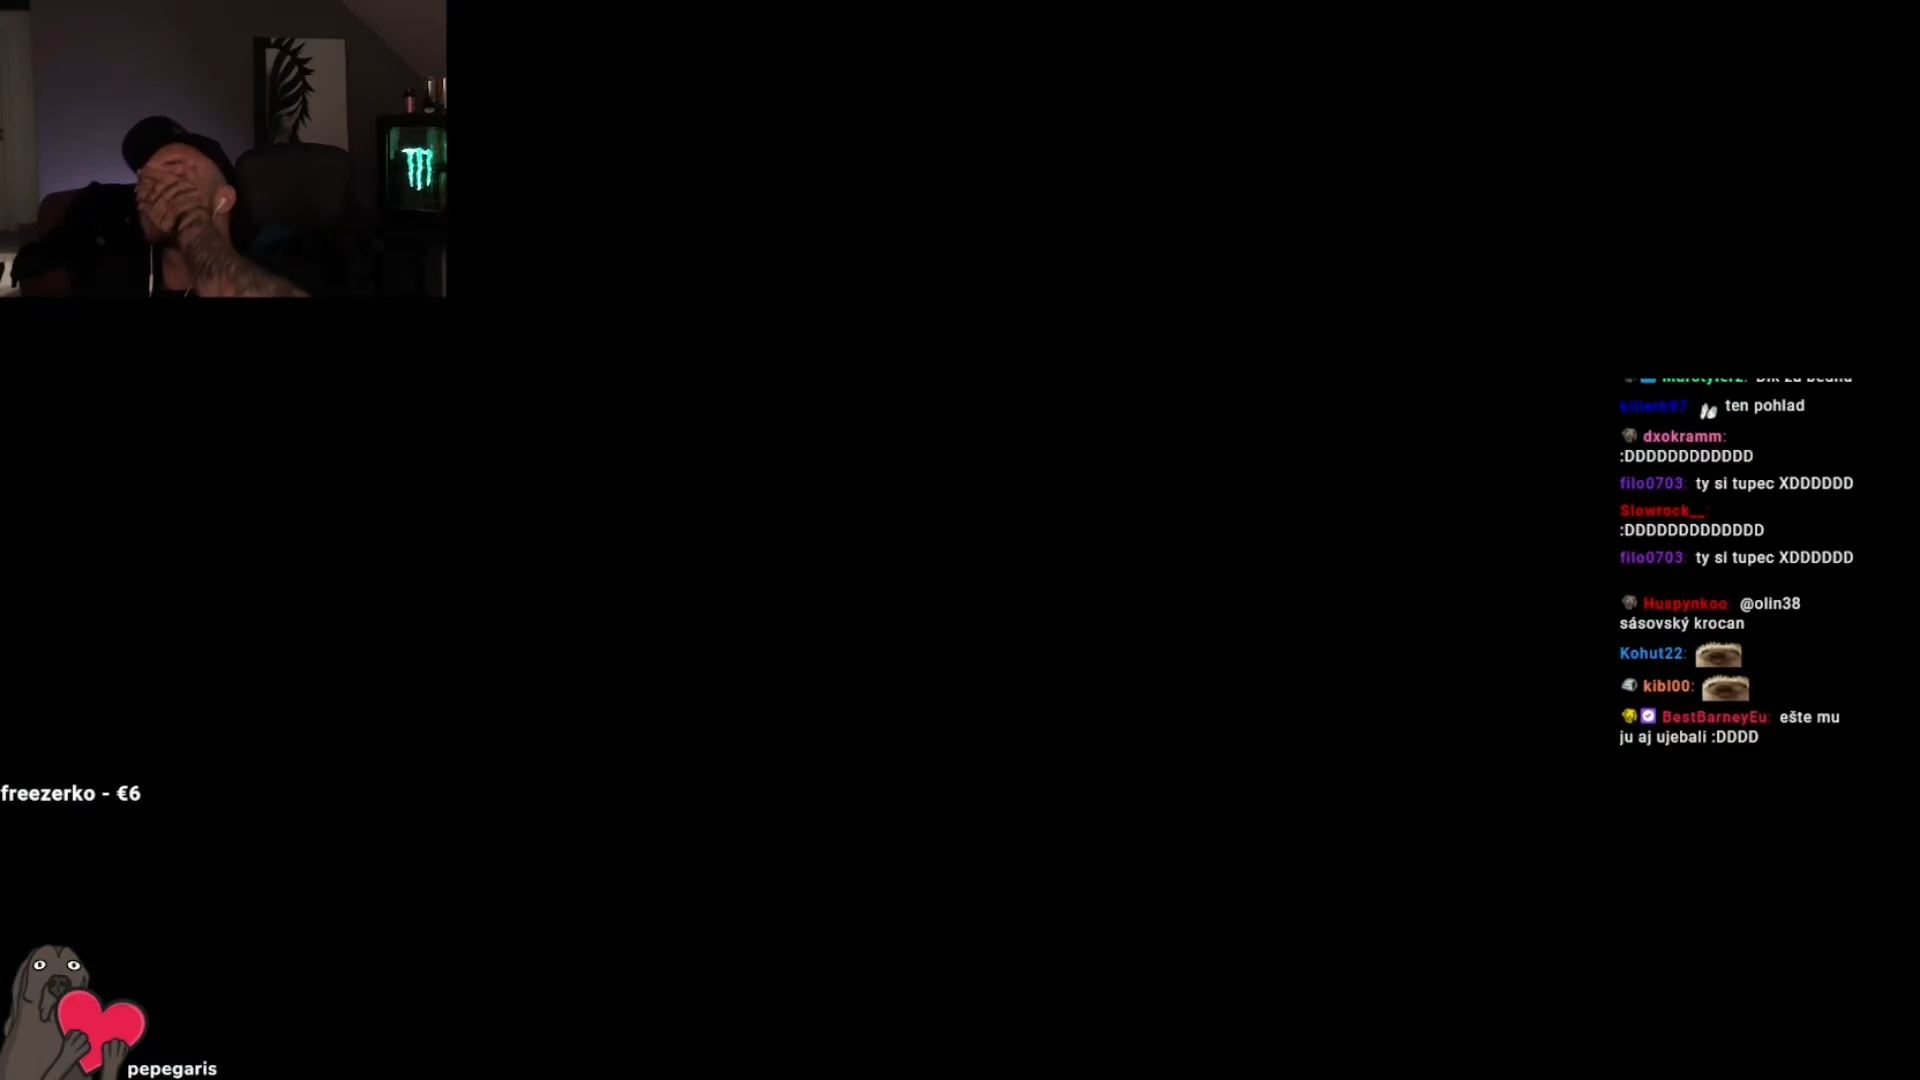 ten pohlad
dxokramm:
:DDDDDDDDDDDD
filo0703: ty si tupec XDDDDDD
Slowrock__:
:DDDDDDDDDDDDD
filo0703: ty si tupec XDDDDDD
Huspynkoo: @olin38
sásovský krocan
Kohut22:
kibl00:
BestBarneyEu: ešte mu
ju aj ujebali :DDDD
freezerko - €6
pepegaris